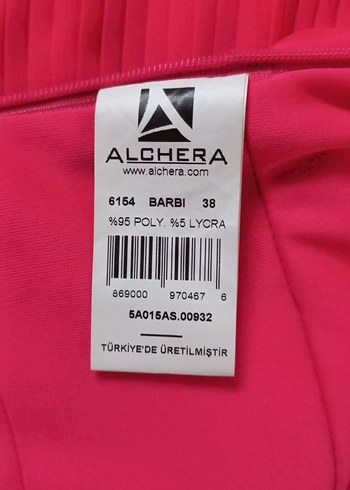 ALCHERA
www.alchera.com
6154 BARBI 38
%95 POLY. %5 LYCRA
869000 970467 6
5A015AS.00932
TÜRKİYE'DE ÜRETİLMİŞTİR